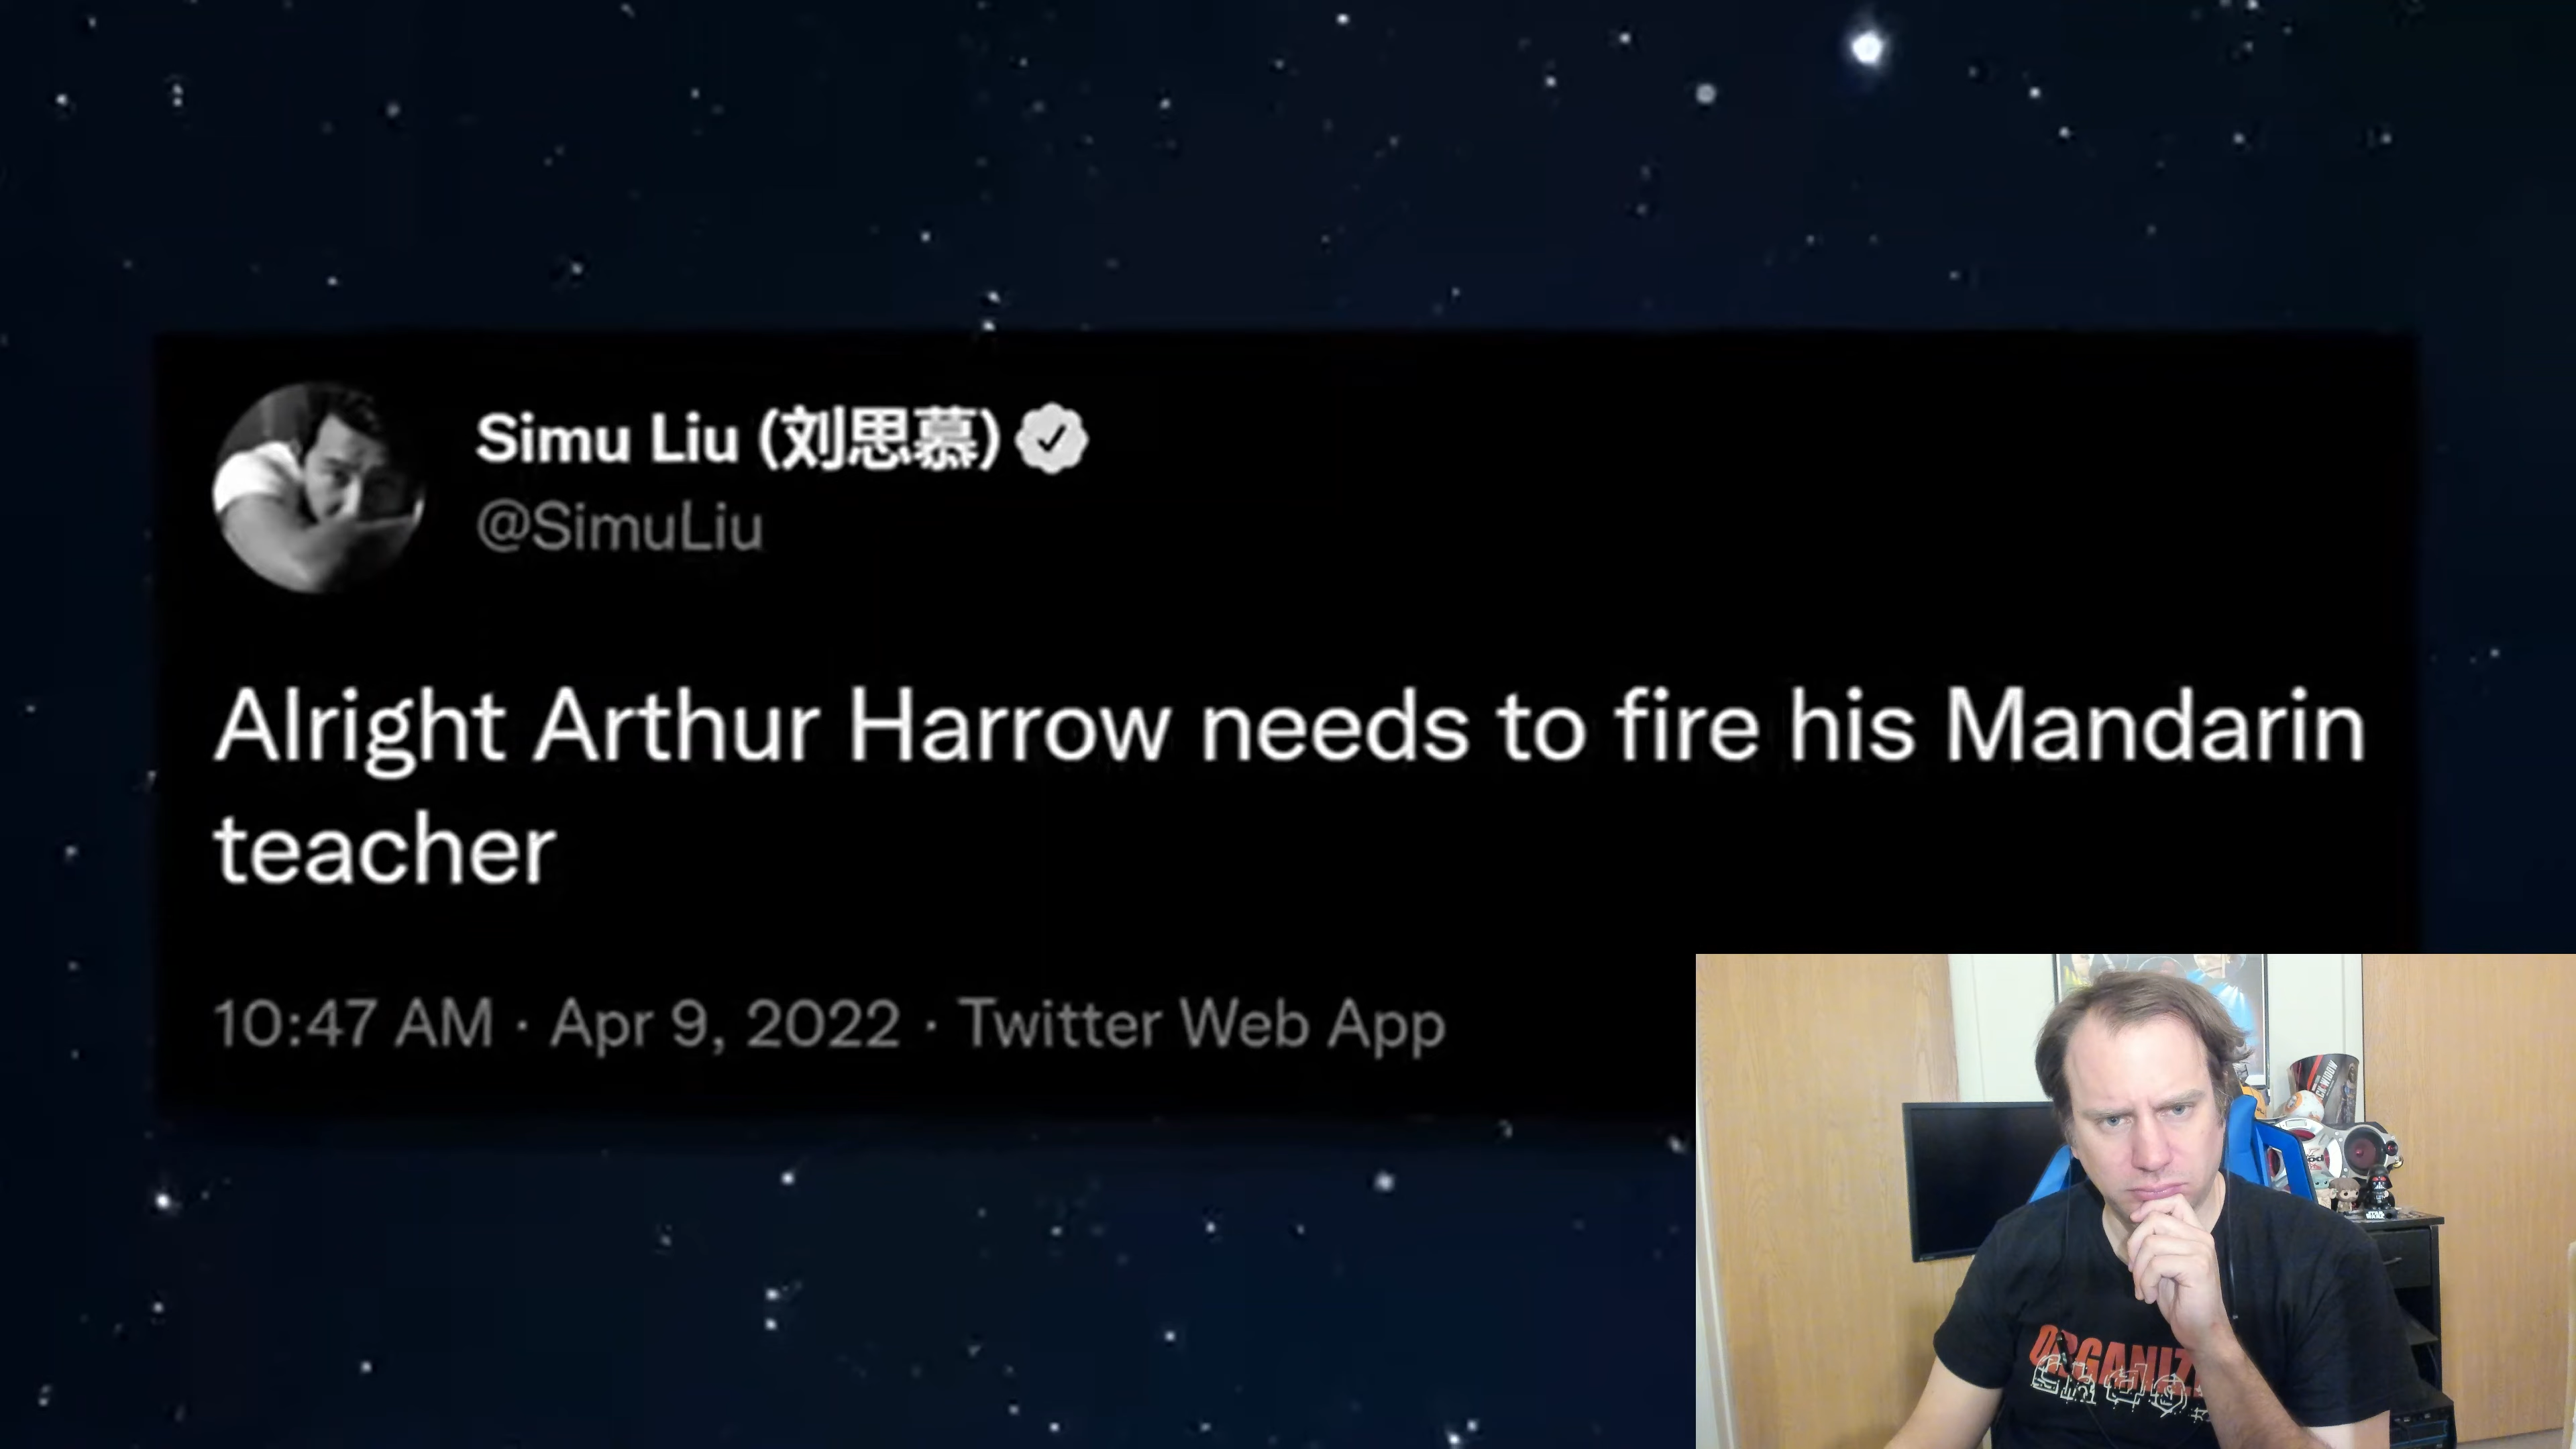 Simu Liu (刘思慕)
@SimuLiu
Alright Arthur Harrow needs to fire his Mandarin
teacher
10:47 AM · Apr 9, 2022 · Twitter Web App